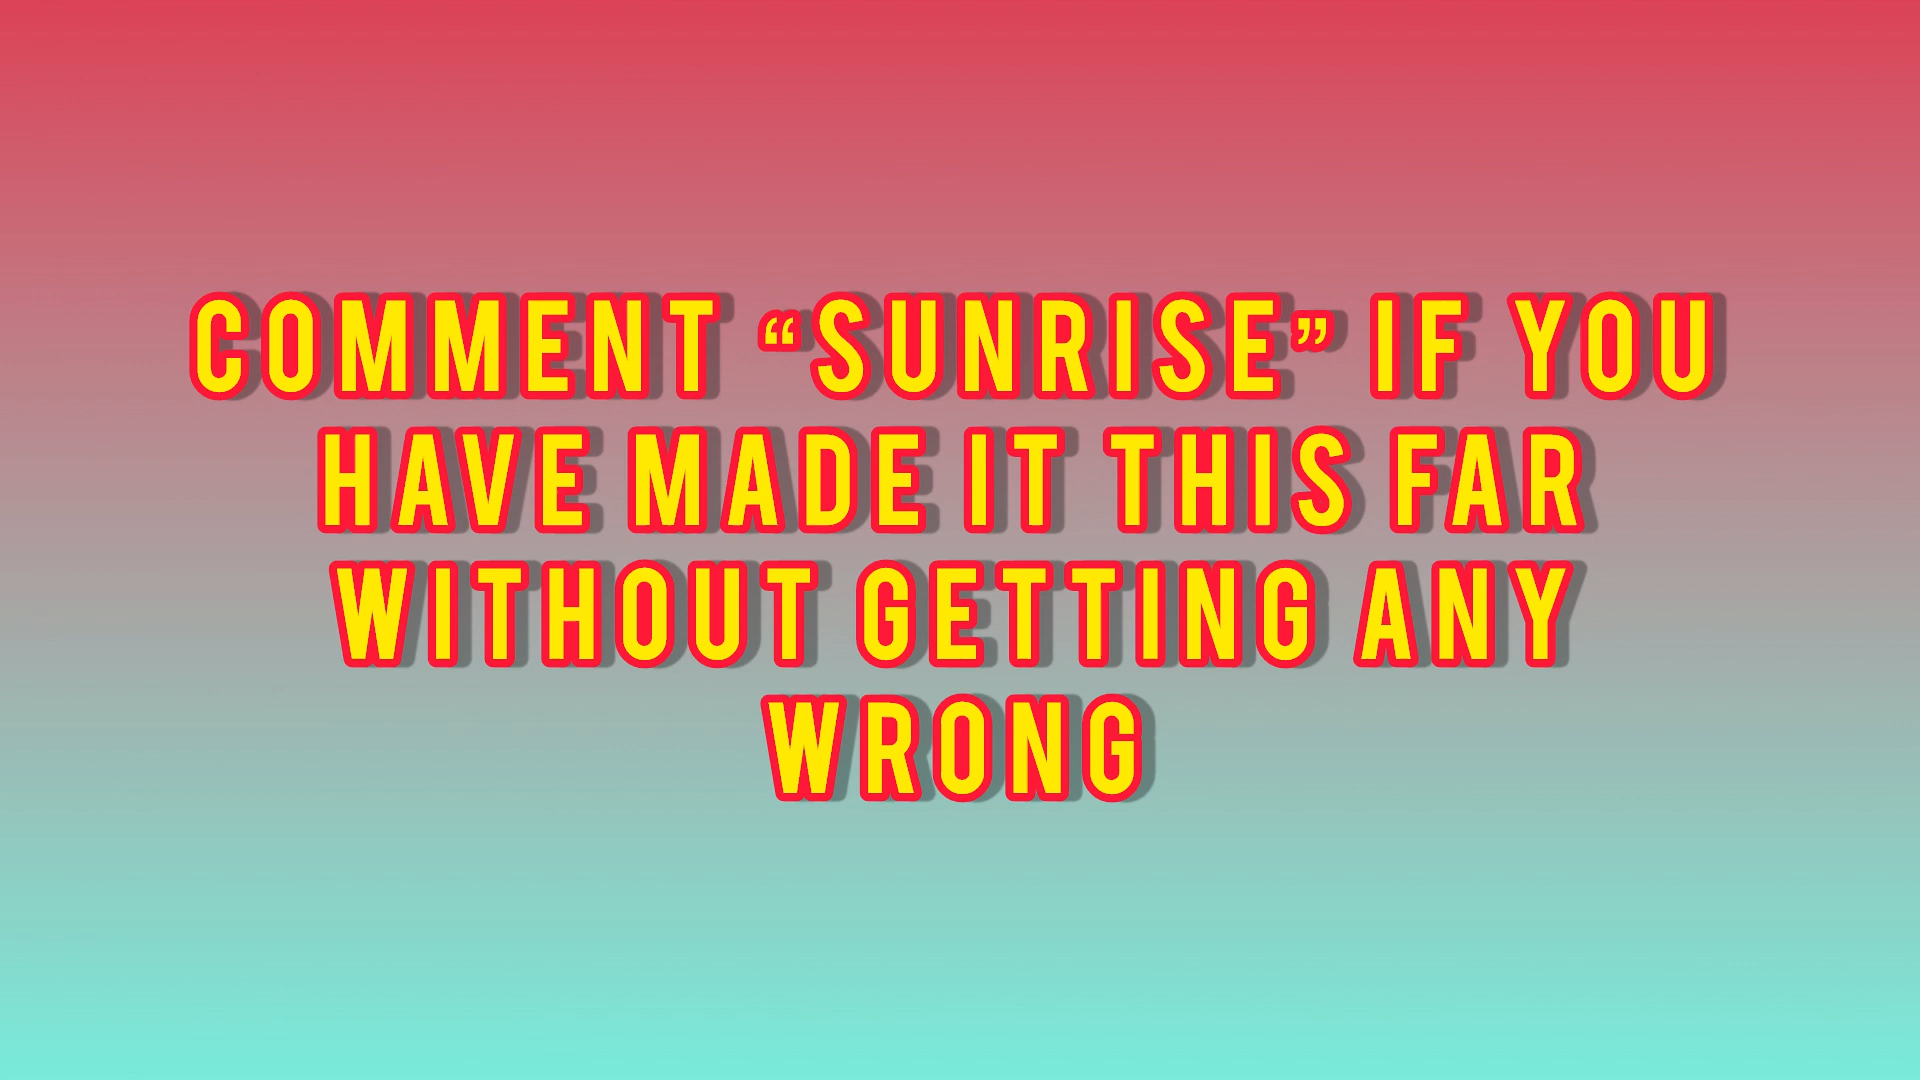 COMMENT “SUNRISE” IF YOU
HAVE MADE IT THIS FAR
WITHOUT GETTING ANY
WRONG